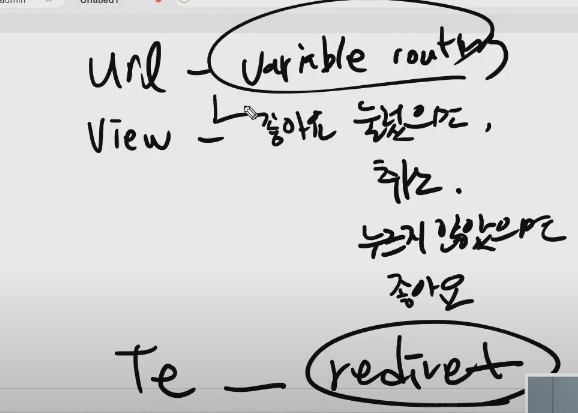 admin Untitled1
url - variable routing
View - 좋아요 눌렀으면,
취소.
누르지 않았으면
좋아요
Te - redirect